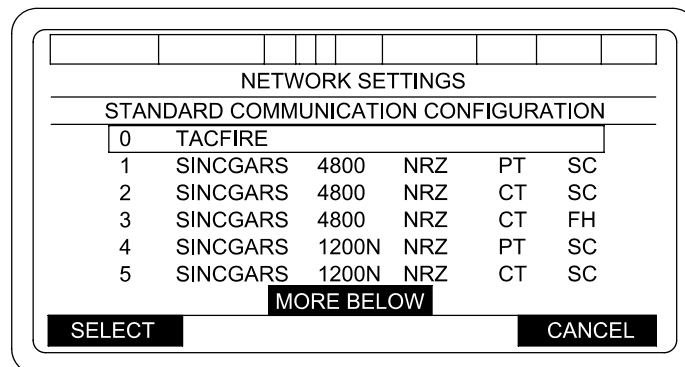 NETWORK SETTINGS
STANDARD COMMUNICATION CONFIGURATION
0 TACFIRE
1 SINCGARS 4800 NRZ PT SC
2 SINCGARS 4800 NRZ CT SC
3 SINCGARS 4800 NRZ CT FH
4 SINCGARS 1200N NRZ PT SC
5 SINCGARS 1200N NRZ CT SC
MORE BELOW
SELECT CANCEL